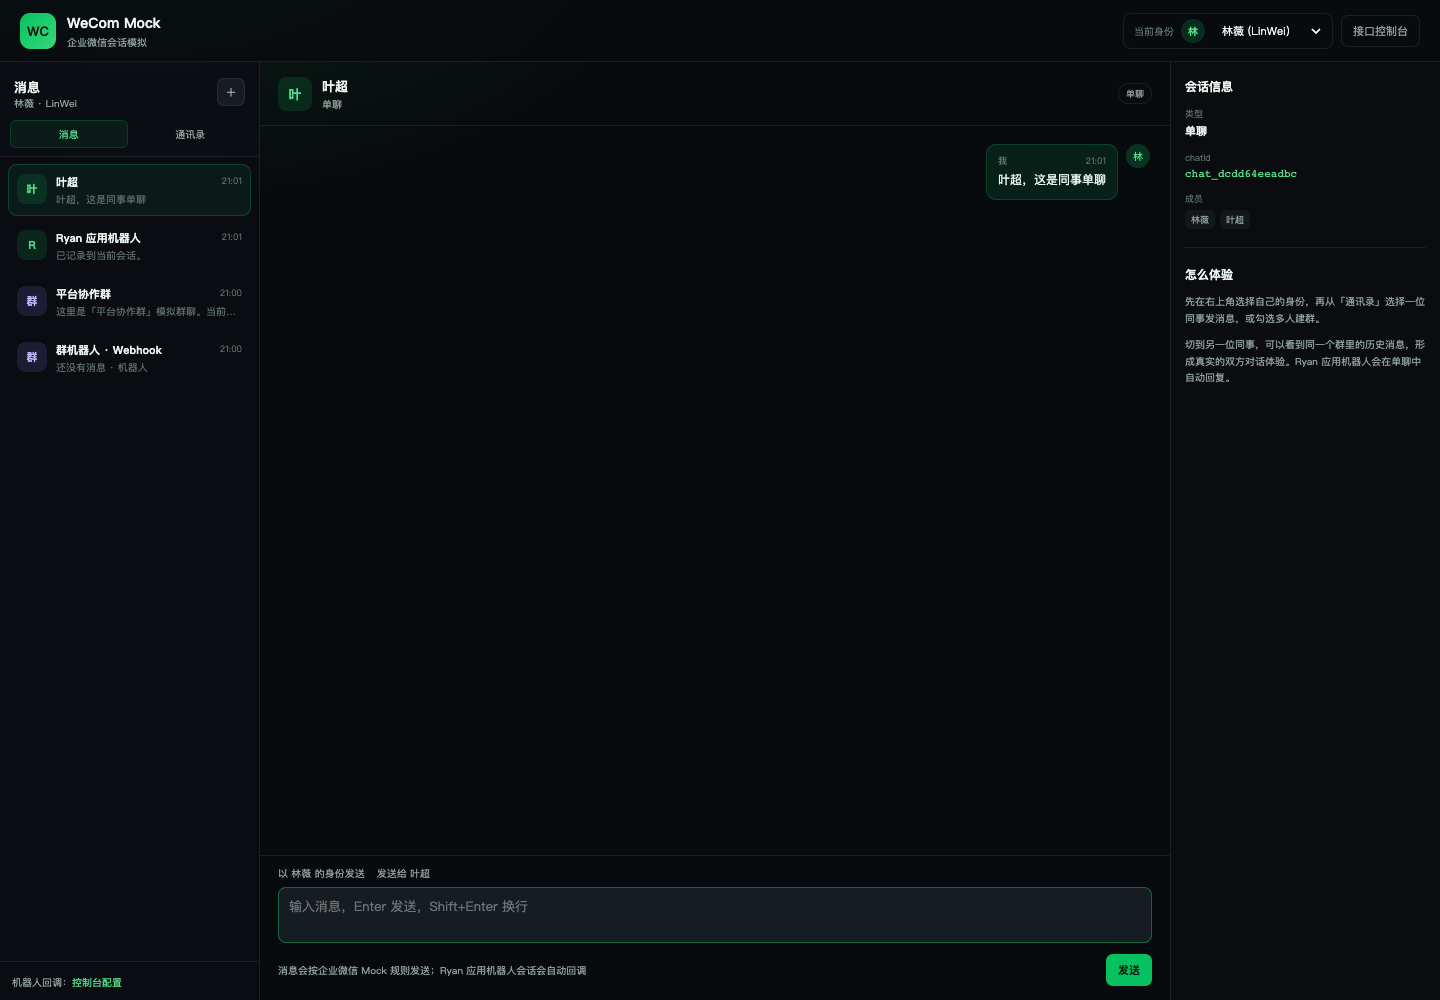 WC
WeCom Mock
企业微信会话模拟
当前身份
林
林薇 (LinWei)
接口控制台
消息
林薇 · LinWei
+
消息
通讯录
叶
叶超
21:01
叶超，这是同事单聊
R
Ryan 应用机器人
21:01
已记录到当前会话。
群
平台协作群
21:00
这里是「平台协作群」模拟群聊。当前...
群
群机器人 · Webhook
21:00
还没有消息 · 机器人
机器人回调：控制台配置
叶
叶超
单聊
单聊
我
21:01
叶超，这是同事单聊
林
以 林薇 的身份发送 发送给 叶超
输入消息，Enter 发送，Shift+Enter 换行
消息会按企业微信 Mock 规则发送；Ryan 应用机器人会话会自动回调
发送
会话信息
类型
单聊
chatid
chat_dcdd64eeadbc
成员
林薇
叶超
怎么体验
先在右上角选择自己的身份，再从「通讯录」选择一位
同事发消息，或勾选多人建群。
切到另一位同事，可以看到同一个群里的历史消息，形
成真实的双方对话体验。Ryan 应用机器人会在单聊中
自动回复。